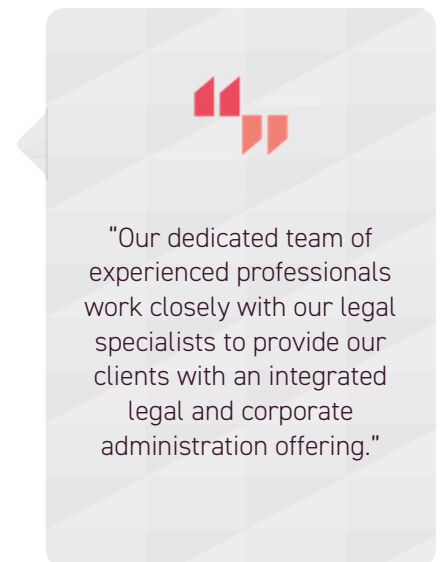 “Our dedicated team of
experienced professionals
work closely with our legal
specialists to provide our
clients with an integrated
legal and corporate
administration offering.”